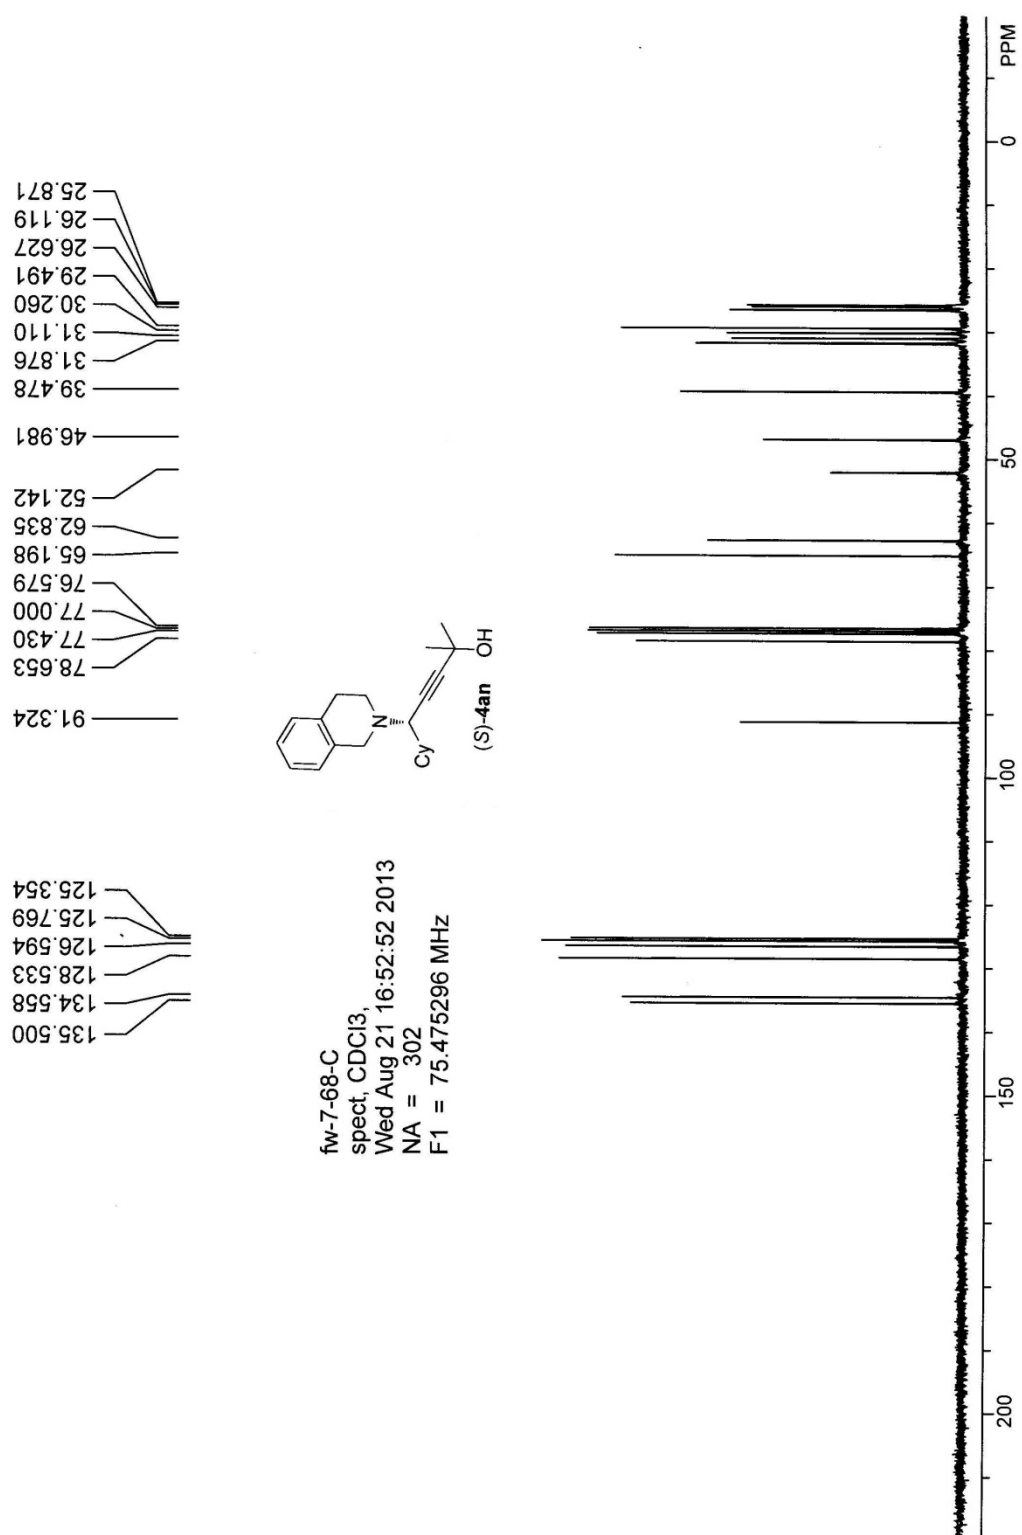 135.500
134.558
128.533
126.594
125.769
125.354
91.324
78.653
77.430
77.000
76.579
65.198
62.835
52.142
46.981
39.478
31.876
31.110
30.260
29.491
26.627
26.119
25.871
fw-7-68-C
spect, CDCl3,
Wed Aug 21 16:52:52 2013
NA = 302
F1 = 75.475296 MHz
N
Cy
OH
(S)-4an
200
150
100
50
0
PPM